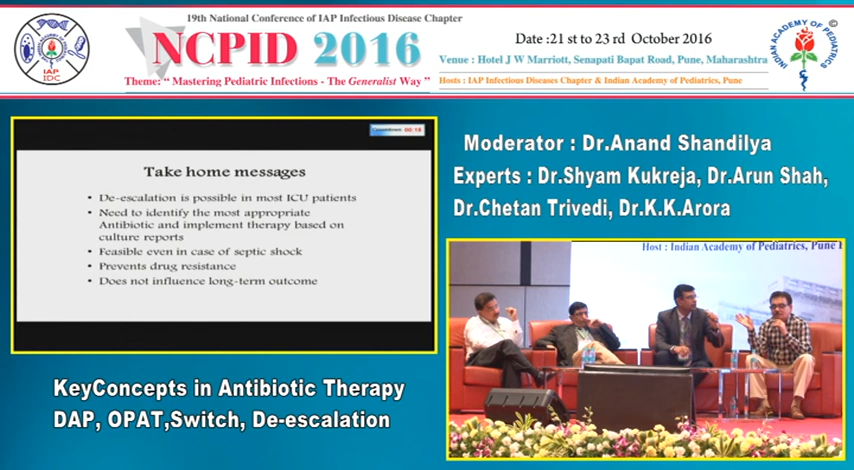 19th National Conference of IAP Infectious Disease Chapter
NCPID 2016
Theme: “ Mastering Pediatric Infections - The Generalist Way ”
IAP
IDC
Date :21 st to 23 rd October 2016
Venue : Hotel J W Marriott, Senapati Bapat Road, Pune, Maharashtra
Hosts : IAP Infectious Diseases Chapter & Indian Academy of Pediatrics, Pune
INDIAN ACADEMY OF PEDIATRICS
©
Countdown 00:18
Take home messages
• De-escalation is possible in most ICU patients
• Need to identify the most appropriate
Antibiotic and implement therapy based on
culture reports
• Feasible even in case of septic shock
• Prevents drug resistance
• Does not influence long-term outcome
Moderator : Dr.Anand Shandilya
Experts : Dr.Shyam Kukreja, Dr.Arun Shah,
Dr.Chetan Trivedi, Dr.K.K.Arora
Host : Indian Academy of Pediatrics, Pune
KeyConcepts in Antibiotic Therapy
DAP, OPAT,Switch, De-escalation